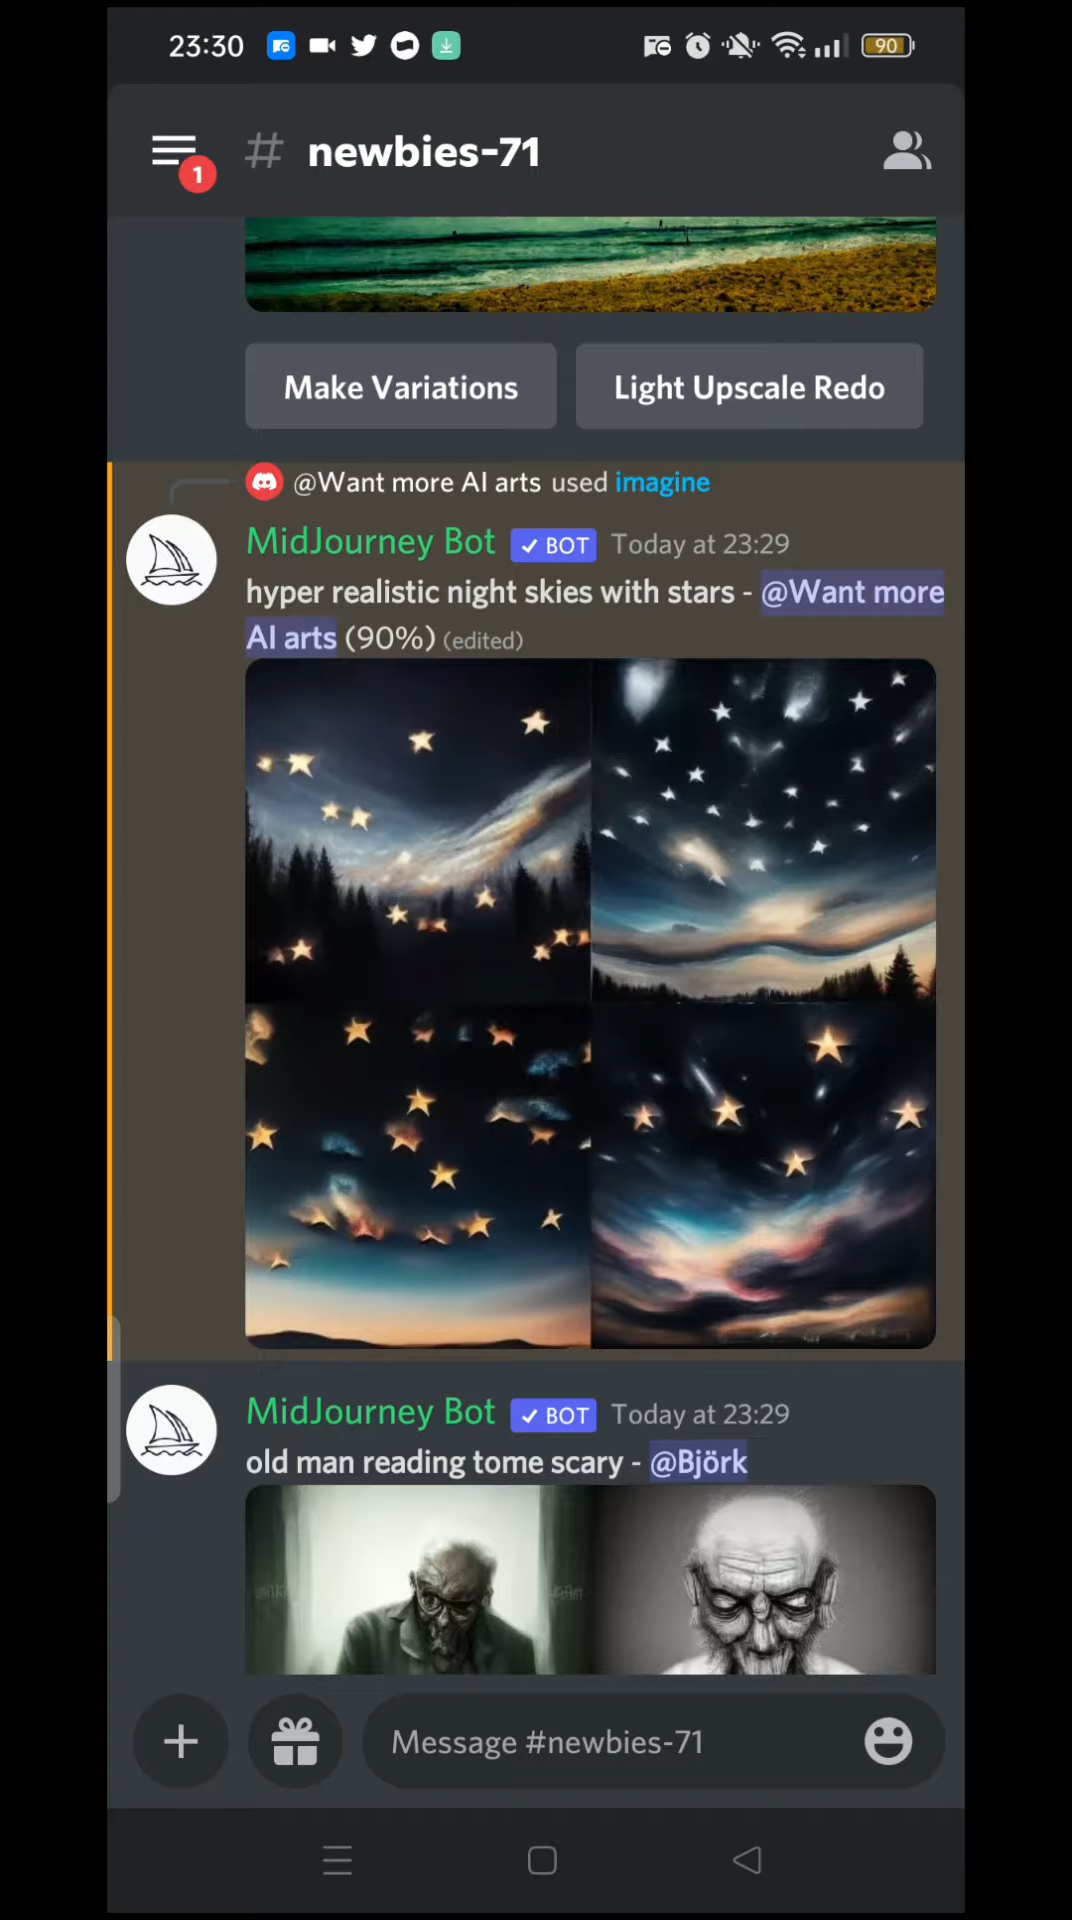 23:30
90
1
# newbies-71
Make Variations
Light Upscale Redo
@Want more AI arts used imagine
MidJourney Bot ✓ BOT Today at 23:29
hyper realistic night skies with stars - @Want more
AI arts (90%) (edited)
MidJourney Bot ✓ BOT Today at 23:29
old man reading tome scary - @Björk
Message #newbies-71